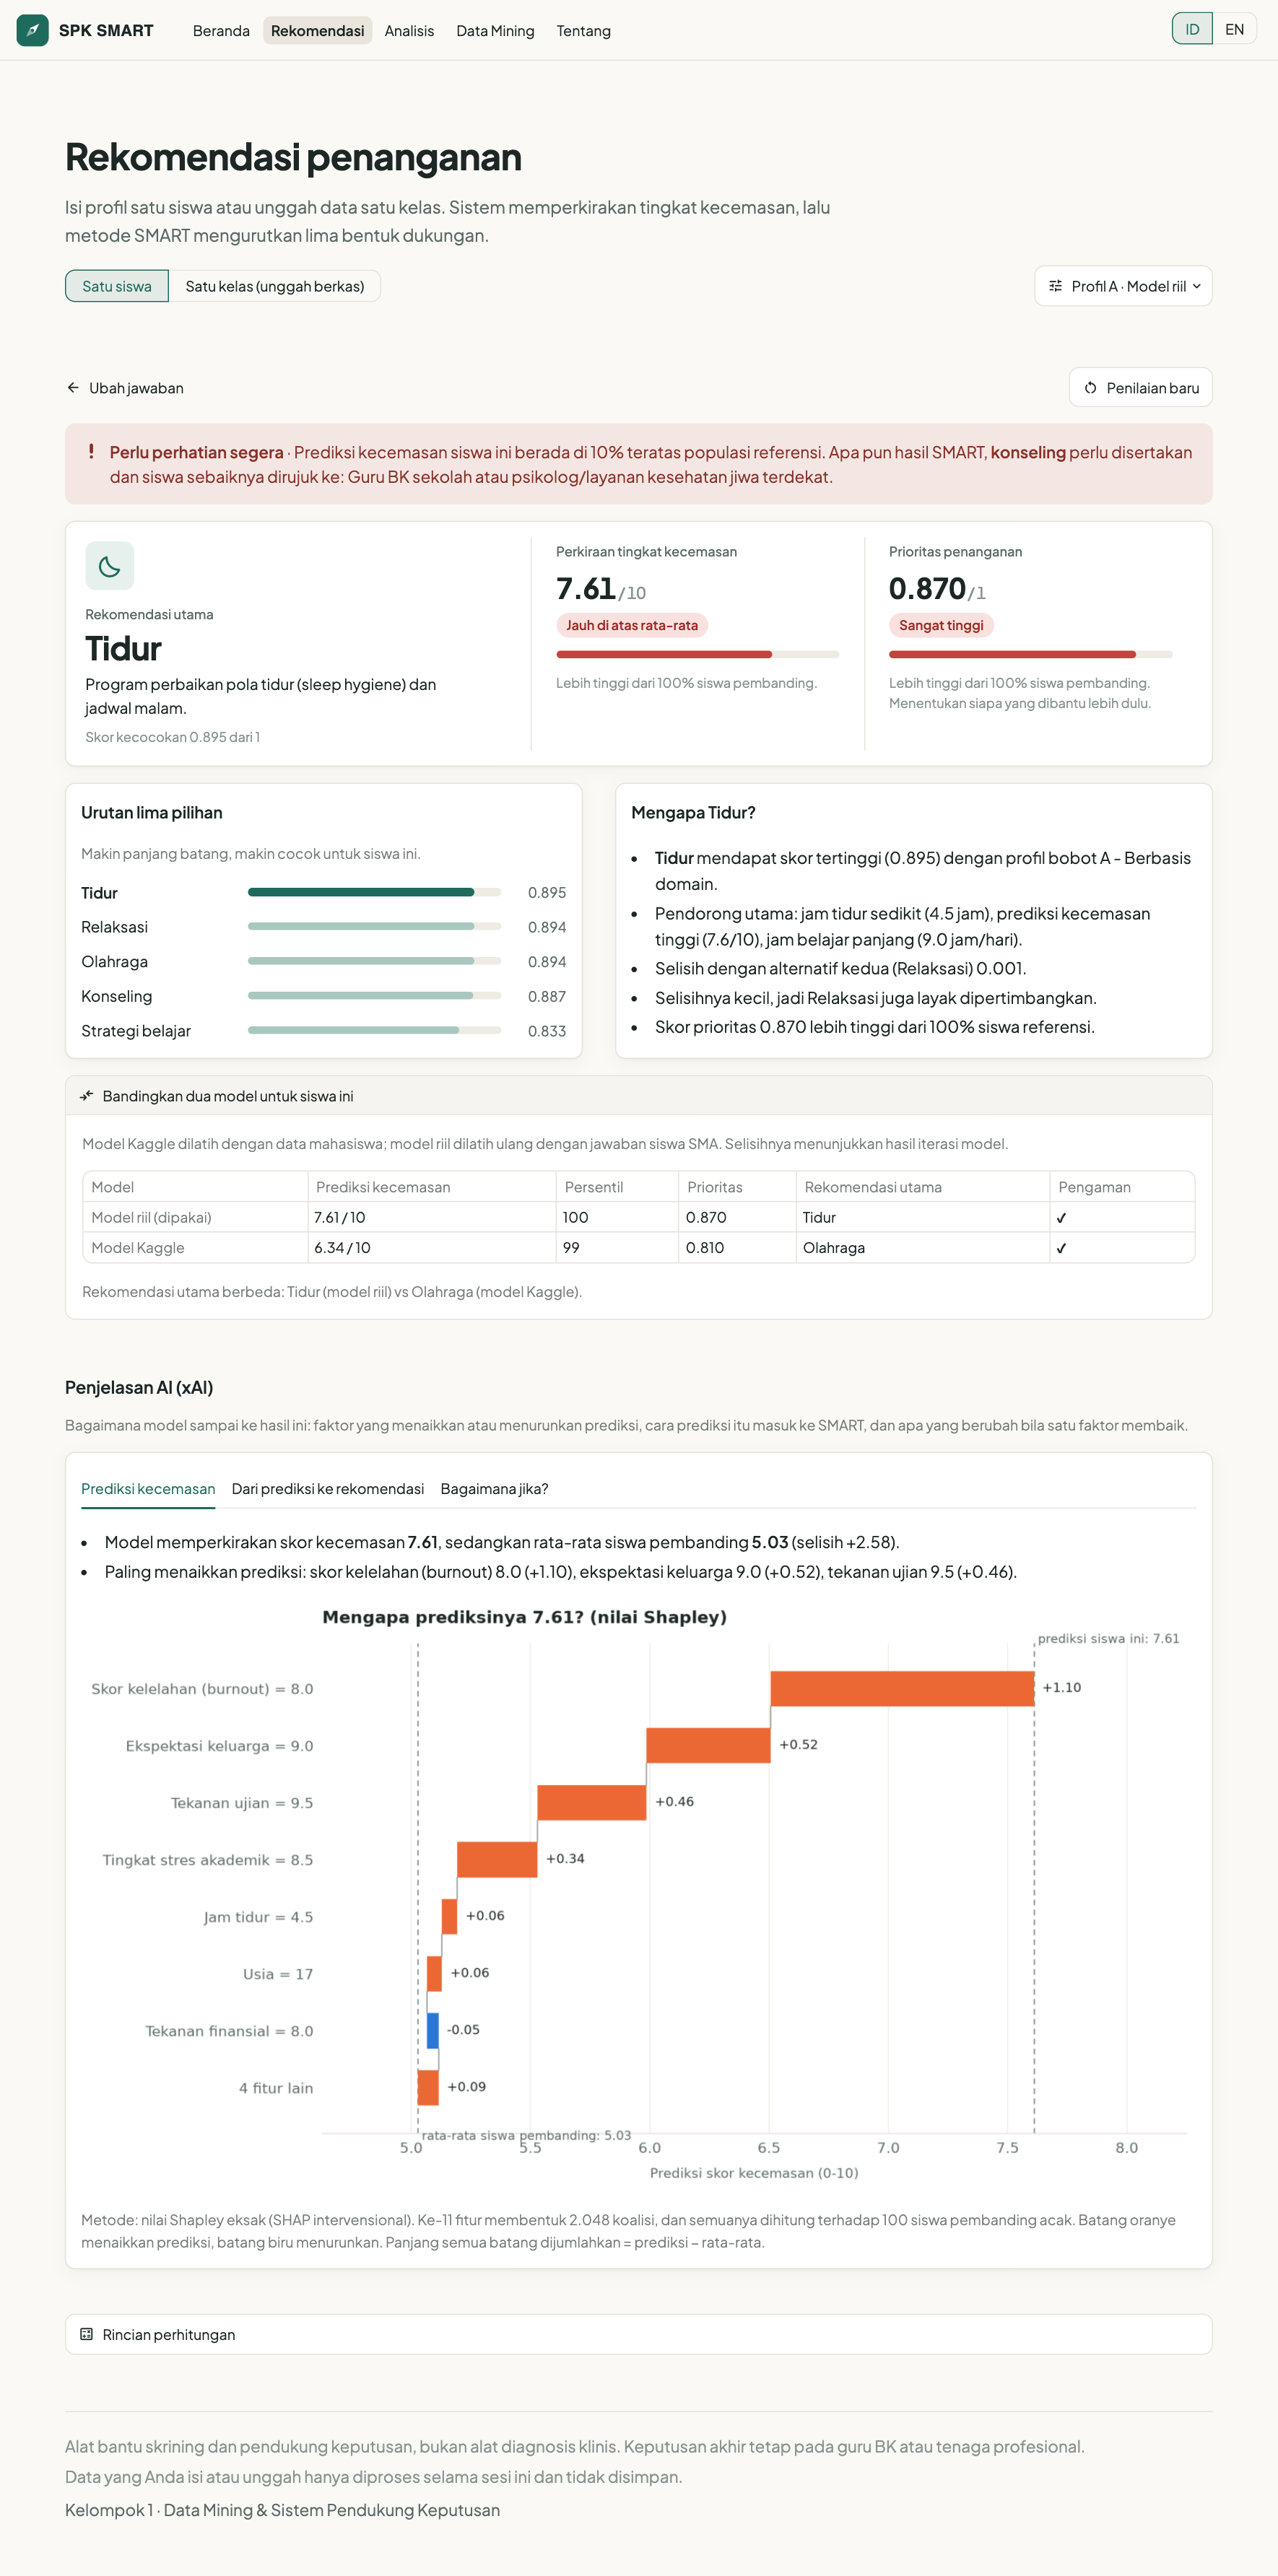 SPK SMART
Beranda
Rekomendasi
Analisis
Data Mining
Tentang
ID
EN
Rekomendasi penanganan
Isi profil satu siswa atau unggah data satu kelas. Sistem memperkirakan tingkat kecemasan, lalu
metode SMART mengurutkan lima bentuk dukungan.
Satu siswa
Satu kelas (unggah berkas)
Profil A · Model riil
Ubah jawaban
Penilaian baru
Perlu perhatian segera · Prediksi kecemasan siswa ini berada di 10% teratas populasi referensi. Apa pun hasil SMART, konseling perlu disertakan
dan siswa sebaiknya dirujuk ke: Guru BK sekolah atau psikolog/layanan kesehatan jiwa terdekat.
Rekomendasi utama
Tidur
Program perbaikan pola tidur (sleep hygiene) dan
jadwal malam.
Skor kecocokan 0.895 dari 1
Perkiraan tingkat kecemasan
7.61/10
Jauh di atas rata-rata
Lebih tinggi dari 100% siswa pembanding.
Prioritas penanganan
0.870/1
Sangat tinggi
Lebih tinggi dari 100% siswa pembanding.
Menentukan siapa yang dibantu lebih dulu.
Urutan lima pilihan
Makin panjang batang, makin cocok untuk siswa ini.
Tidur 0.895
Relaksasi 0.894
Olahraga 0.894
Konseling 0.887
Strategi belajar 0.833
Mengapa Tidur?
• Tidur mendapat skor tertinggi (0.895) dengan profil bobot A - Berbasis
domain.
• Pendorong utama: jam tidur sedikit (4.5 jam), prediksi kecemasan
tinggi (7.6/10), jam belajar panjang (9.0 jam/hari).
• Selisih dengan alternatif kedua (Relaksasi) 0.001.
• Selisihnya kecil, jadi Relaksasi juga layak dipertimbangkan.
• Skor prioritas 0.870 lebih tinggi dari 100% siswa referensi.
Bandingkan dua model untuk siswa ini
Model Kaggle dilatih dengan data mahasiswa; model riil dilatih ulang dengan jawaban siswa SMA. Selisihnya menunjukkan hasil iterasi model.
Model Prediksi kecemasan Persentil Prioritas Rekomendasi utama Pengaman
Model riil (dipakai) 7.61 / 10 100 0.870 Tidur ✓
Model Kaggle 6.34 / 10 99 0.810 Olahraga ✓
Rekomendasi utama berbeda: Tidur (model riil) vs Olahraga (model Kaggle).
Penjelasan AI (xAI)
Bagaimana model sampai ke hasil ini: faktor yang menaikkan atau menurunkan prediksi, cara prediksi itu masuk ke SMART, dan apa yang berubah bila satu faktor membaik.
Prediksi kecemasan
Dari prediksi ke rekomendasi
Bagaimana jika?
• Model memperkirakan skor kecemasan 7.61, sedangkan rata-rata siswa pembanding 5.03 (selisih +2.58).
• Paling menaikkan prediksi: skor kelelahan (burnout) 8.0 (+1.10), ekspektasi keluarga 9.0 (+0.52), tekanan ujian 9.5 (+0.46).
Mengapa prediksinya 7.61? (nilai Shapley)
prediksi siswa ini: 7.61
Skor kelelahan (burnout) = 8.0 +1.10
Ekspektasi keluarga = 9.0 +0.52
Tekanan ujian = 9.5 +0.46
Tingkat stres akademik = 8.5 +0.34
Jam tidur = 4.5 +0.06
Usia = 17 +0.06
Tekanan finansial = 8.0 -0.05
4 fitur lain +0.09
rata-rata siswa pembanding: 5.03
5.0 5.5 6.0 6.5 7.0 7.5 8.0
Prediksi skor kecemasan (0-10)
Metode: nilai Shapley eksak (SHAP intervensional). Ke-11 fitur membentuk 2.048 koalisi, dan semuanya dihitung terhadap 100 siswa pembanding acak. Batang oranye
menaikkan prediksi, batang biru menurunkan. Panjang semua batang dijumlahkan = prediksi − rata-rata.
Rincian perhitungan
Alat bantu skrining dan pendukung keputusan, bukan alat diagnosis klinis. Keputusan akhir tetap pada guru BK atau tenaga profesional.
Data yang Anda isi atau unggah hanya diproses selama sesi ini dan tidak disimpan.
Kelompok 1 · Data Mining & Sistem Pendukung Keputusan